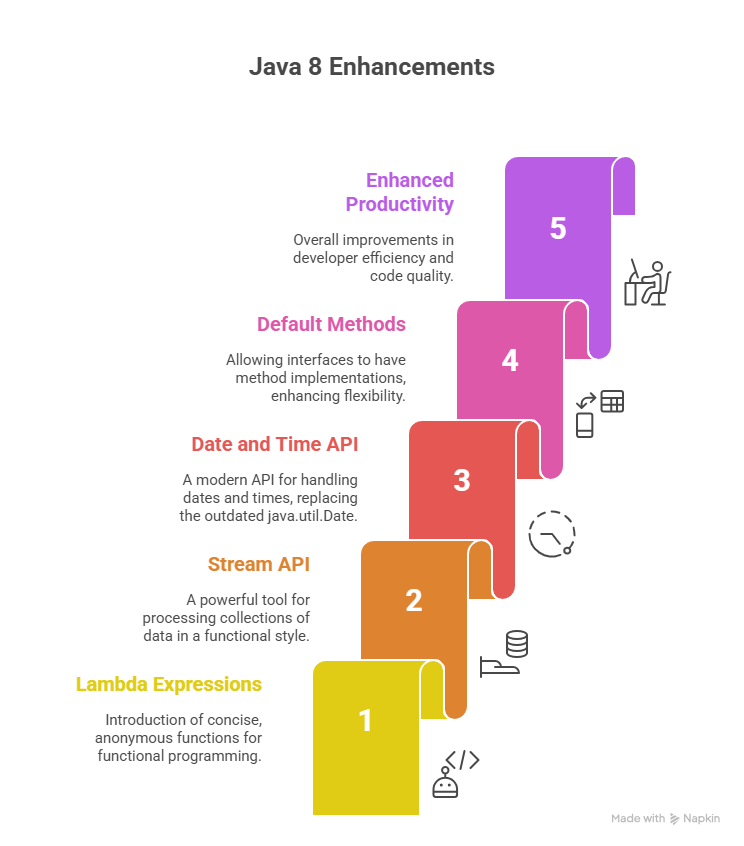 Java 8 Enhancements
Enhanced
Productivity
Overall improvements in
developer efficiency and
code quality.
5
Default Methods
Allowing interfaces to have
method implementations,
enhancing flexibility.
4
Date and Time API
A modern API for handling
dates and times, replacing
the outdated java.util.Date.
3
Stream API
A powerful tool for
processing collections of
data in a functional style.
2
Lambda Expressions
Introduction of concise,
anonymous functions for
functional programming.
1
Made with Napkin